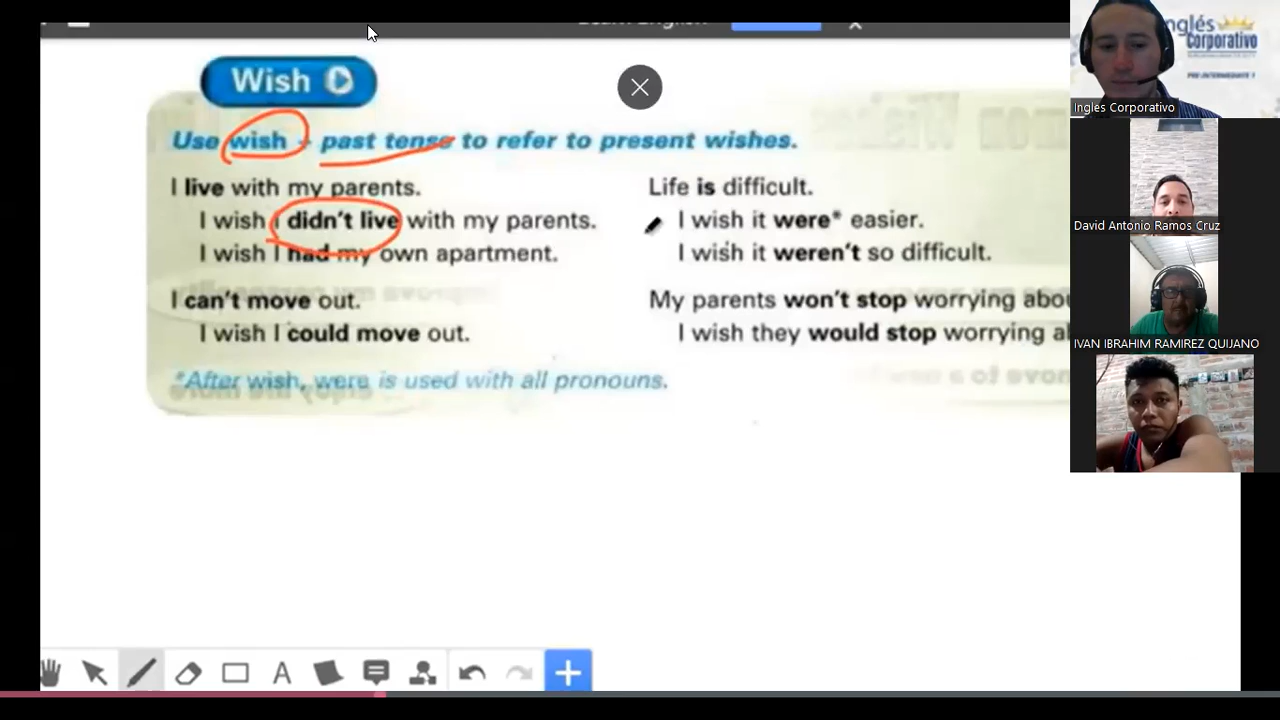 Wish
Use wish + past tense to refer to present wishes.
I live with my parents.
I wish I didn't live with my parents.
I wish I had my own apartment.
I can't move out.
I wish I could move out.
Life is difficult.
I wish it were* easier.
I wish it weren't so difficult.
My parents won't stop worrying
I wish they would stop worrying
*After wish, were is used with all pronouns.
Inglés
Corporativo
PRE-INTERMEDIATE 1
Ingles Corporativo
David Antonio Ramos Cruz
IVAN IBRAHIM RAMIREZ QUIJANO
A